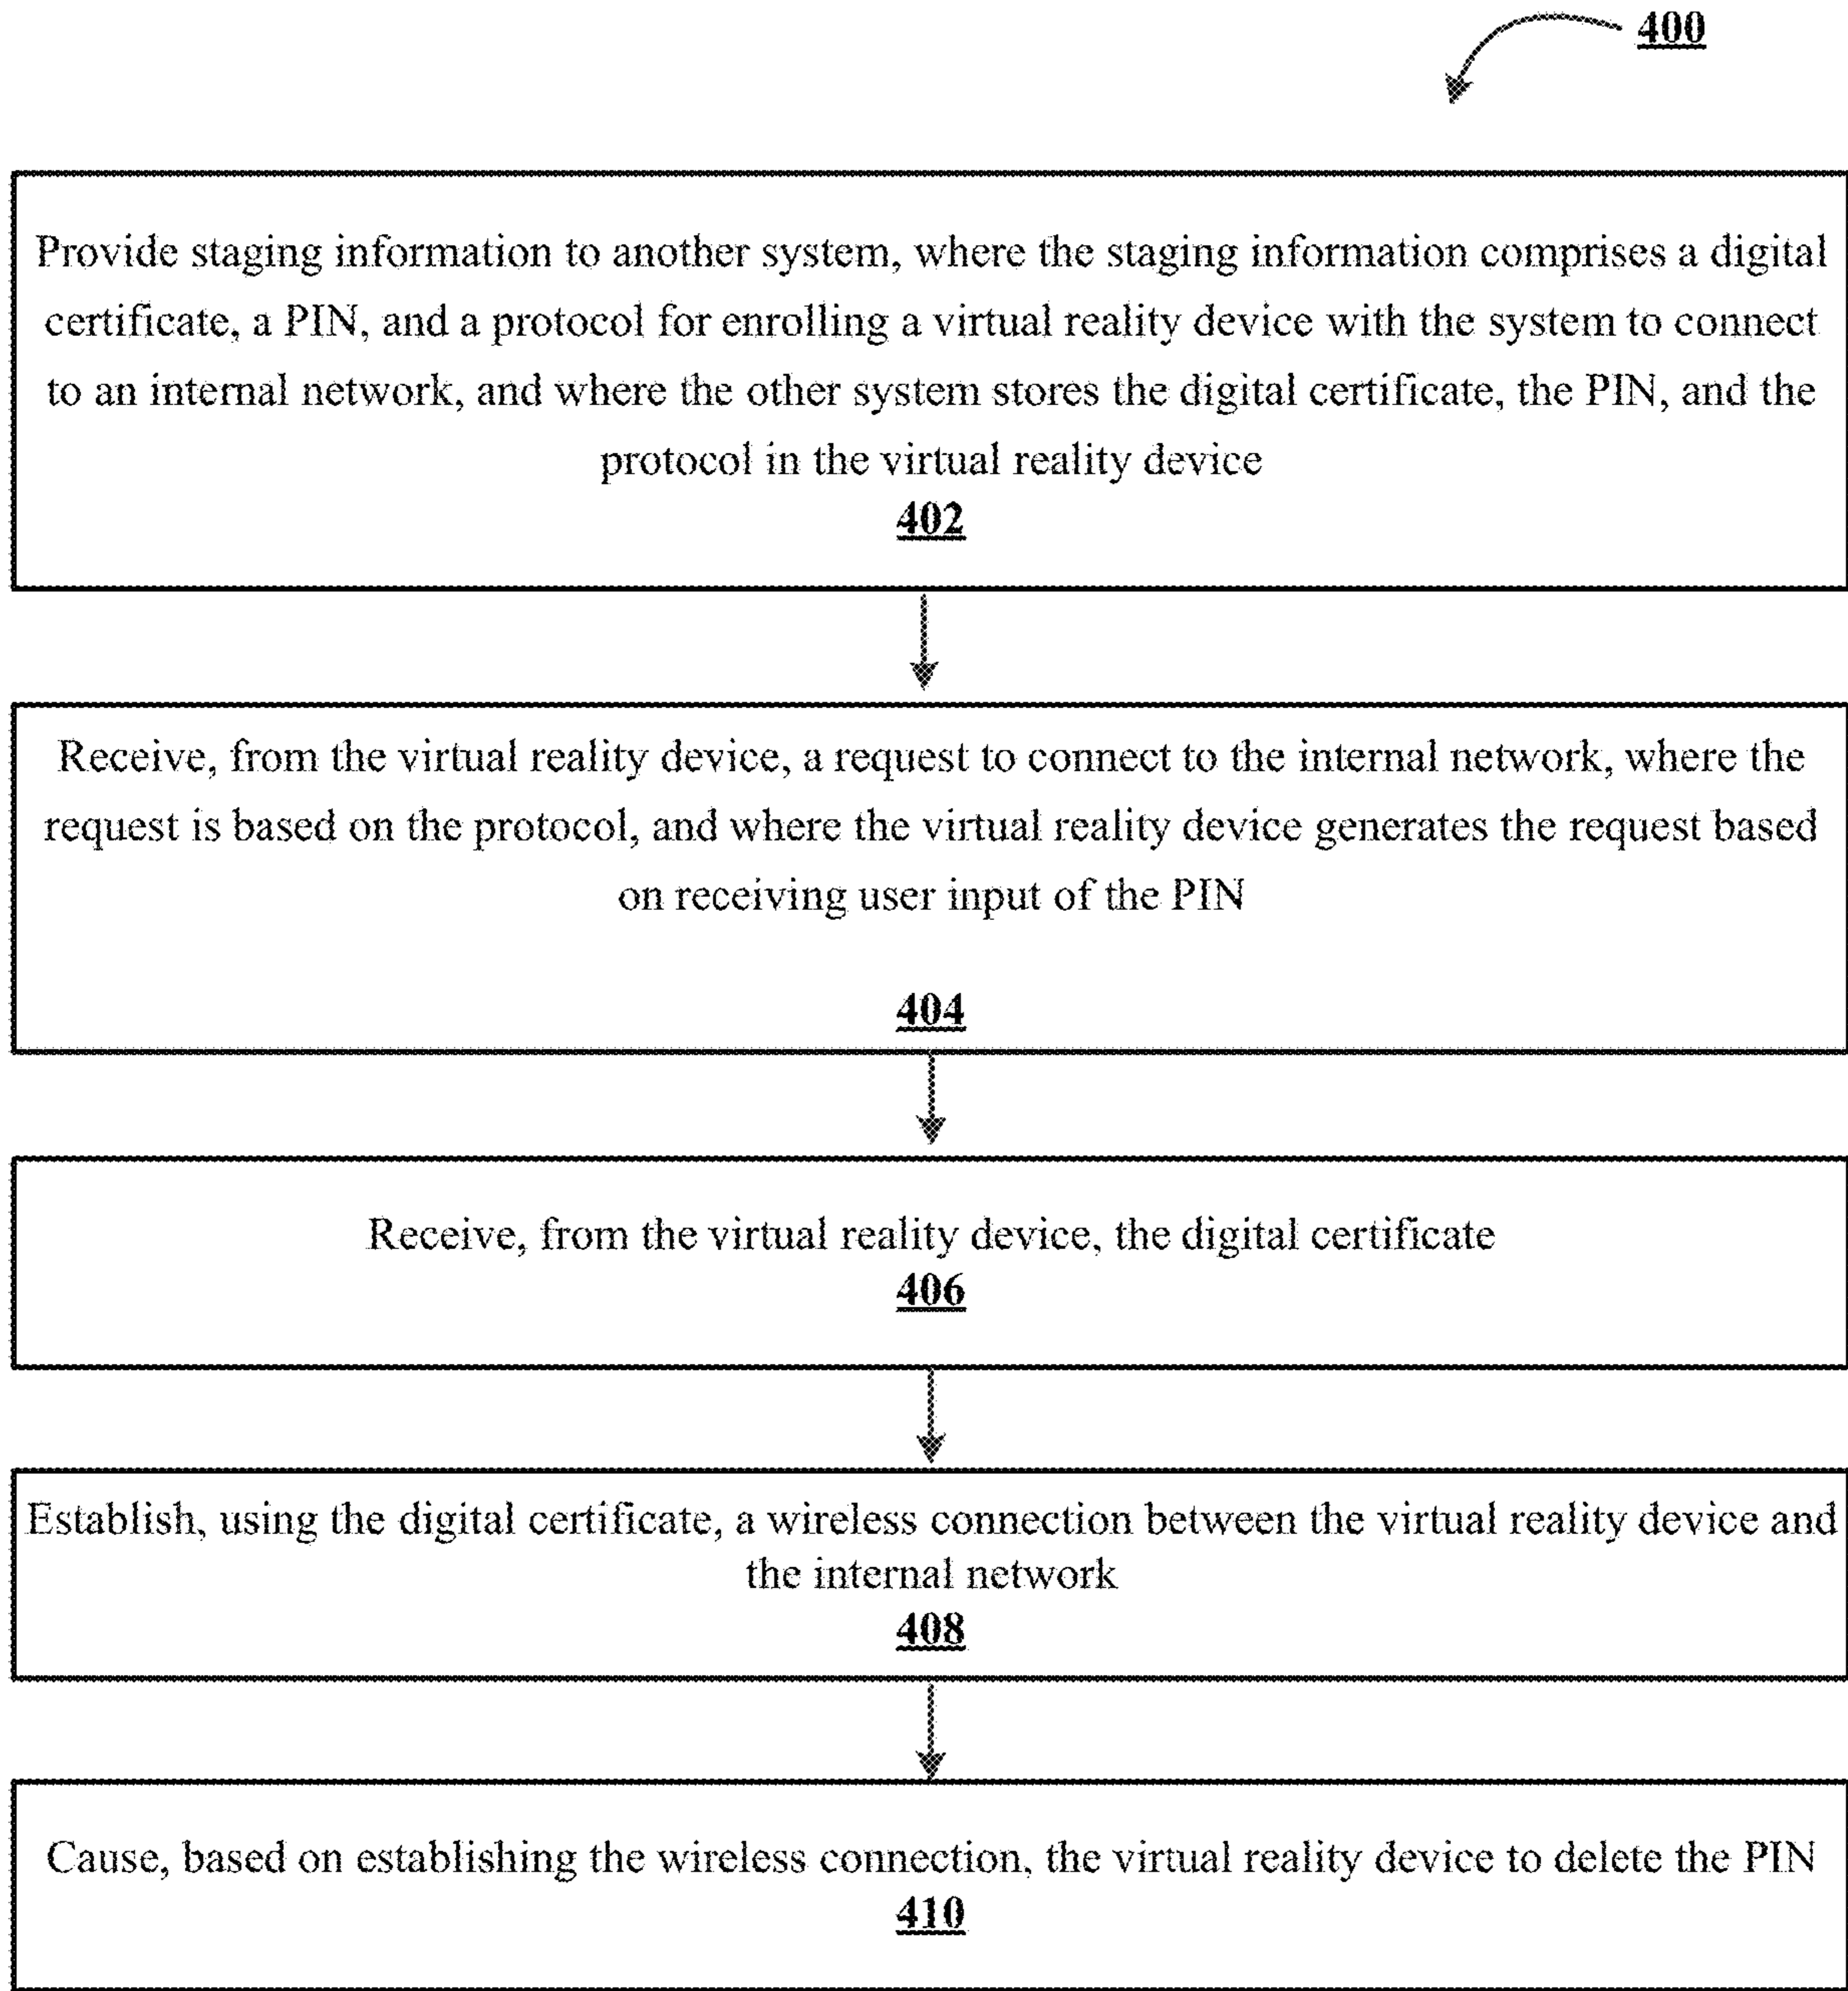 400
Provide staging information to another system, where the staging information comprises a digital
certificate, a PIN, and a protocol for enrolling a virtual reality device with the system to connect
to an internal network, and where the other system stores the digital certificate, the PIN, and the
protocol in the virtual reality device
402
Receive, from the virtual reality device, a request to connect to the internal network, where the
request is based on the protocol, and where the virtual reality device generates the request based
on receiving user input of the PIN
404
Receive, from the virtual reality device, the digital certificate
406
Establish, using the digital certificate, a wireless connection between the virtual reality device and
the internal network
408
Cause, based on establishing the wireless connection, the virtual reality device to delete the PIN
410